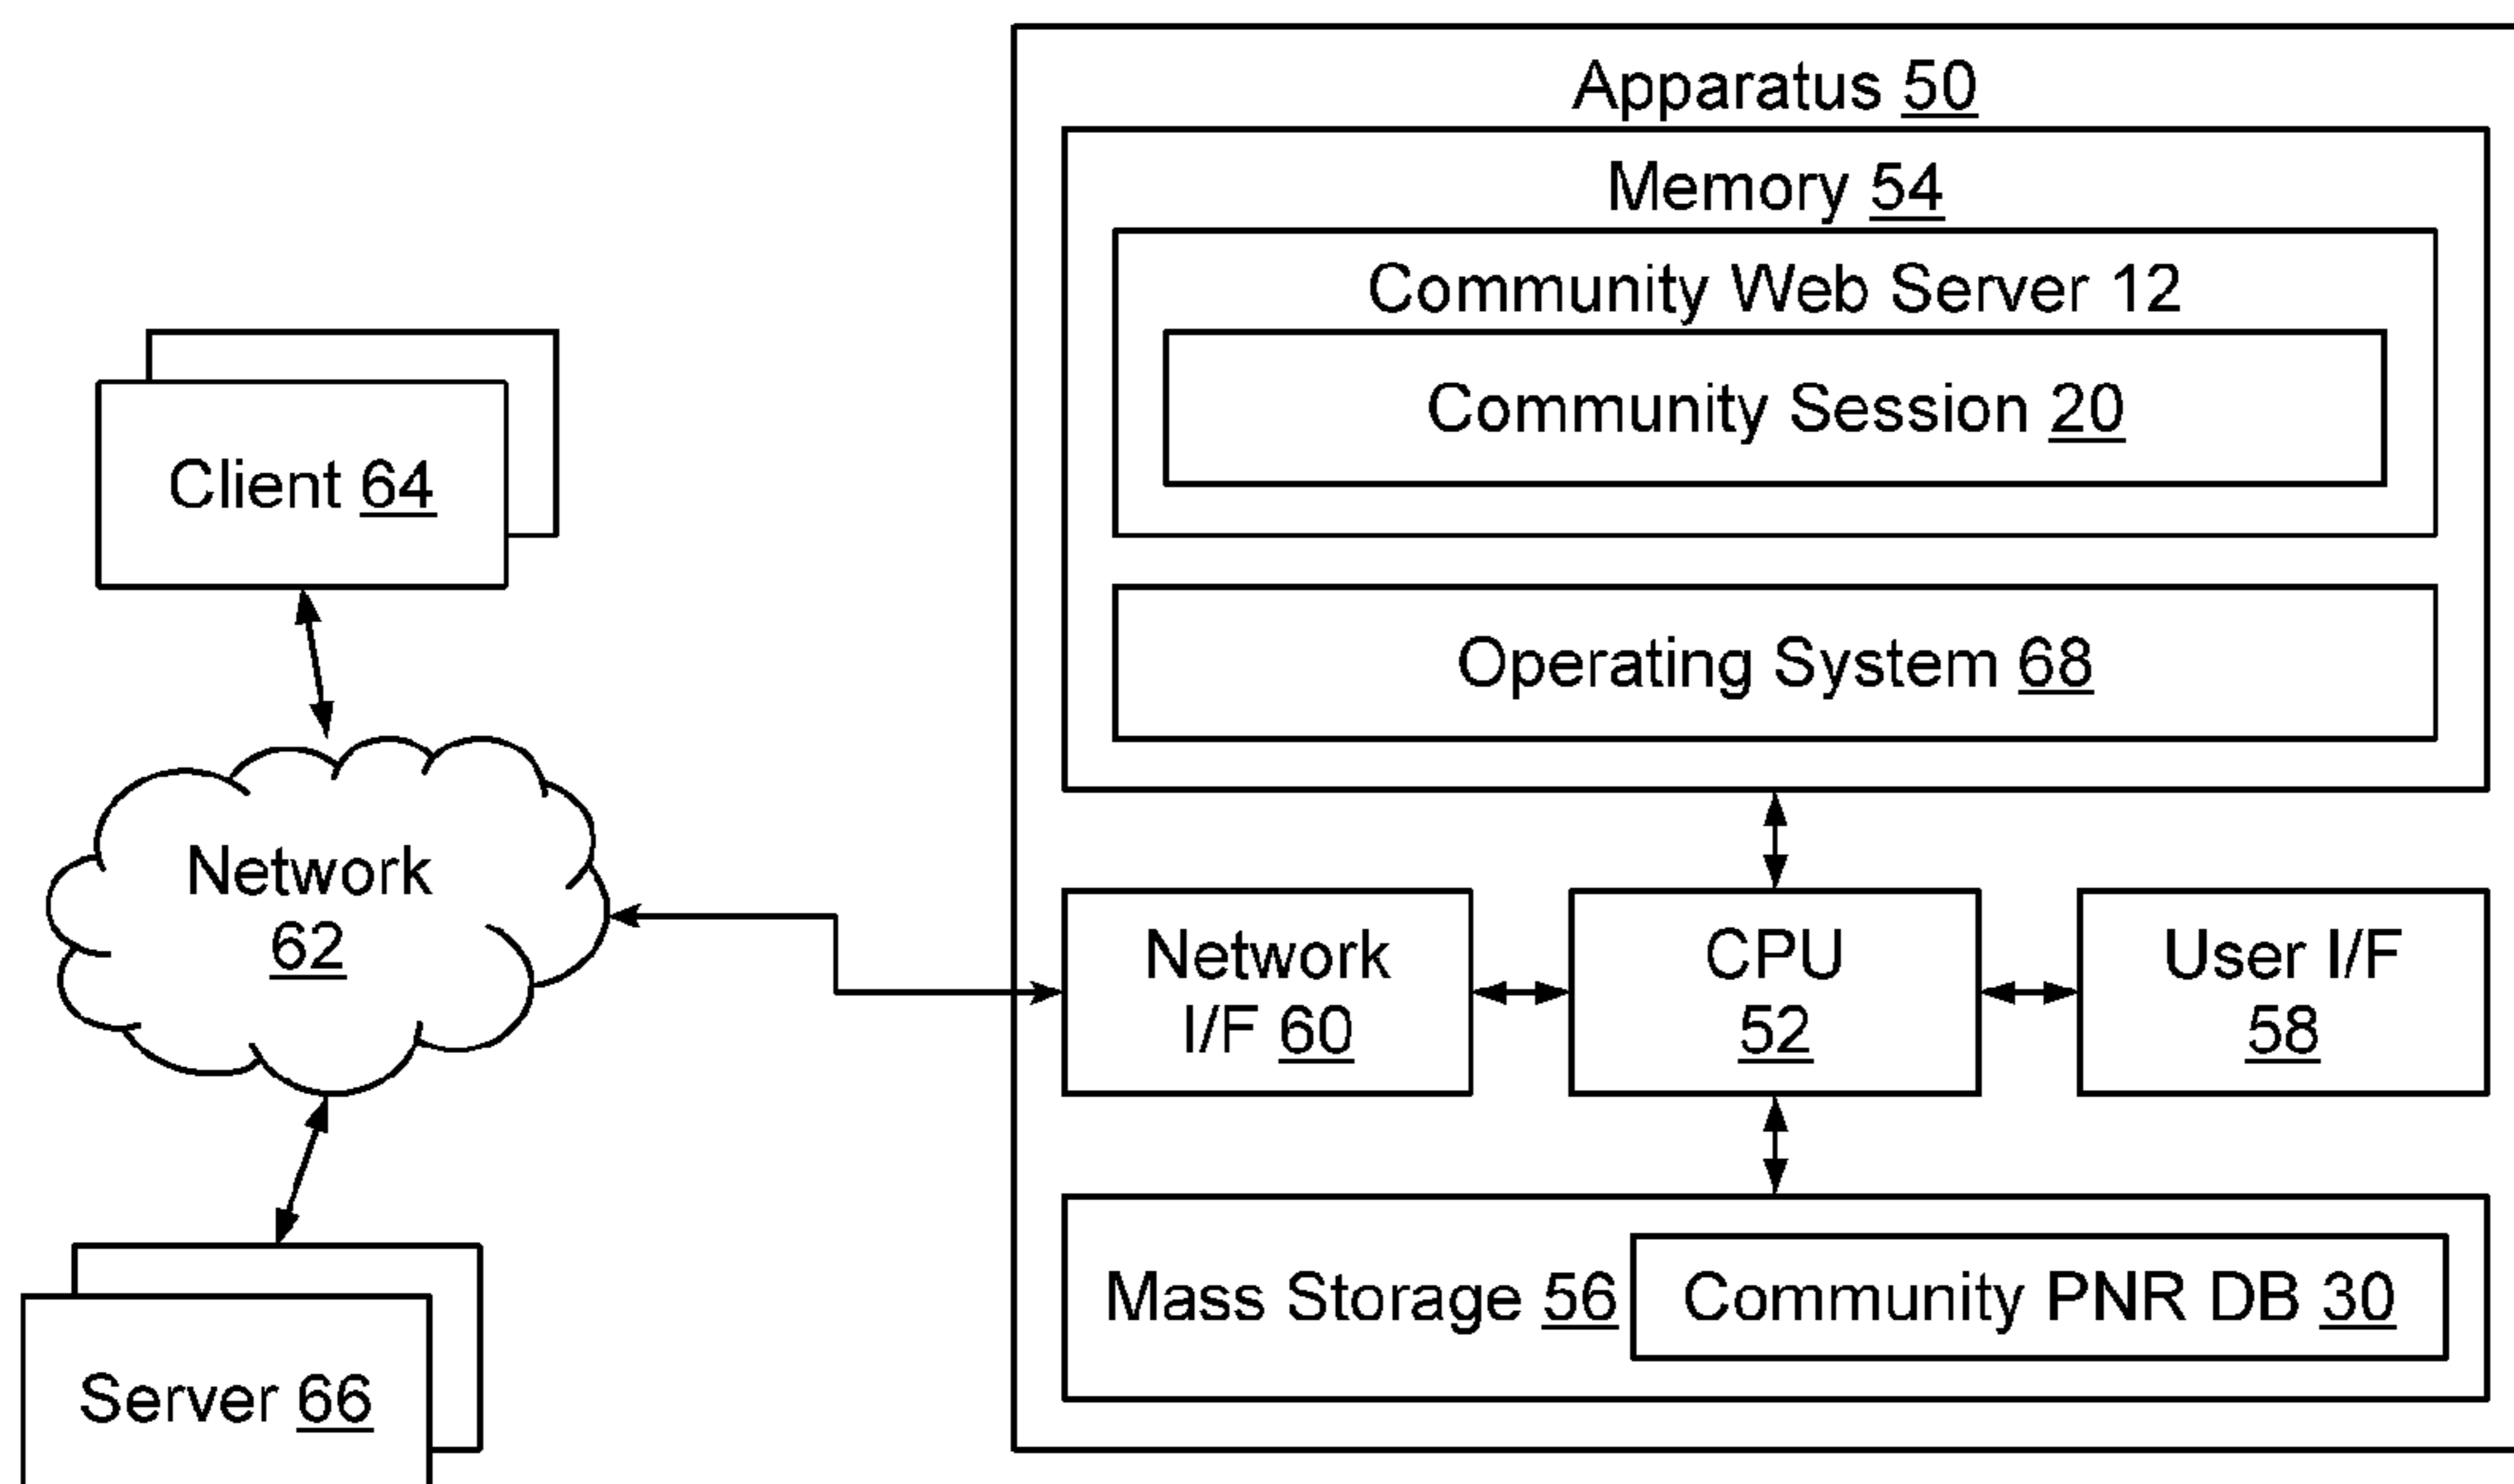 Apparatus 50
Memory 54
Community Web Server 12
Community Session 20
Operating System 68
Client 64
Network
62
Network
I/F 60
CPU
52
User I/F
58
Mass Storage 56
Community PNR DB 30
Server 66